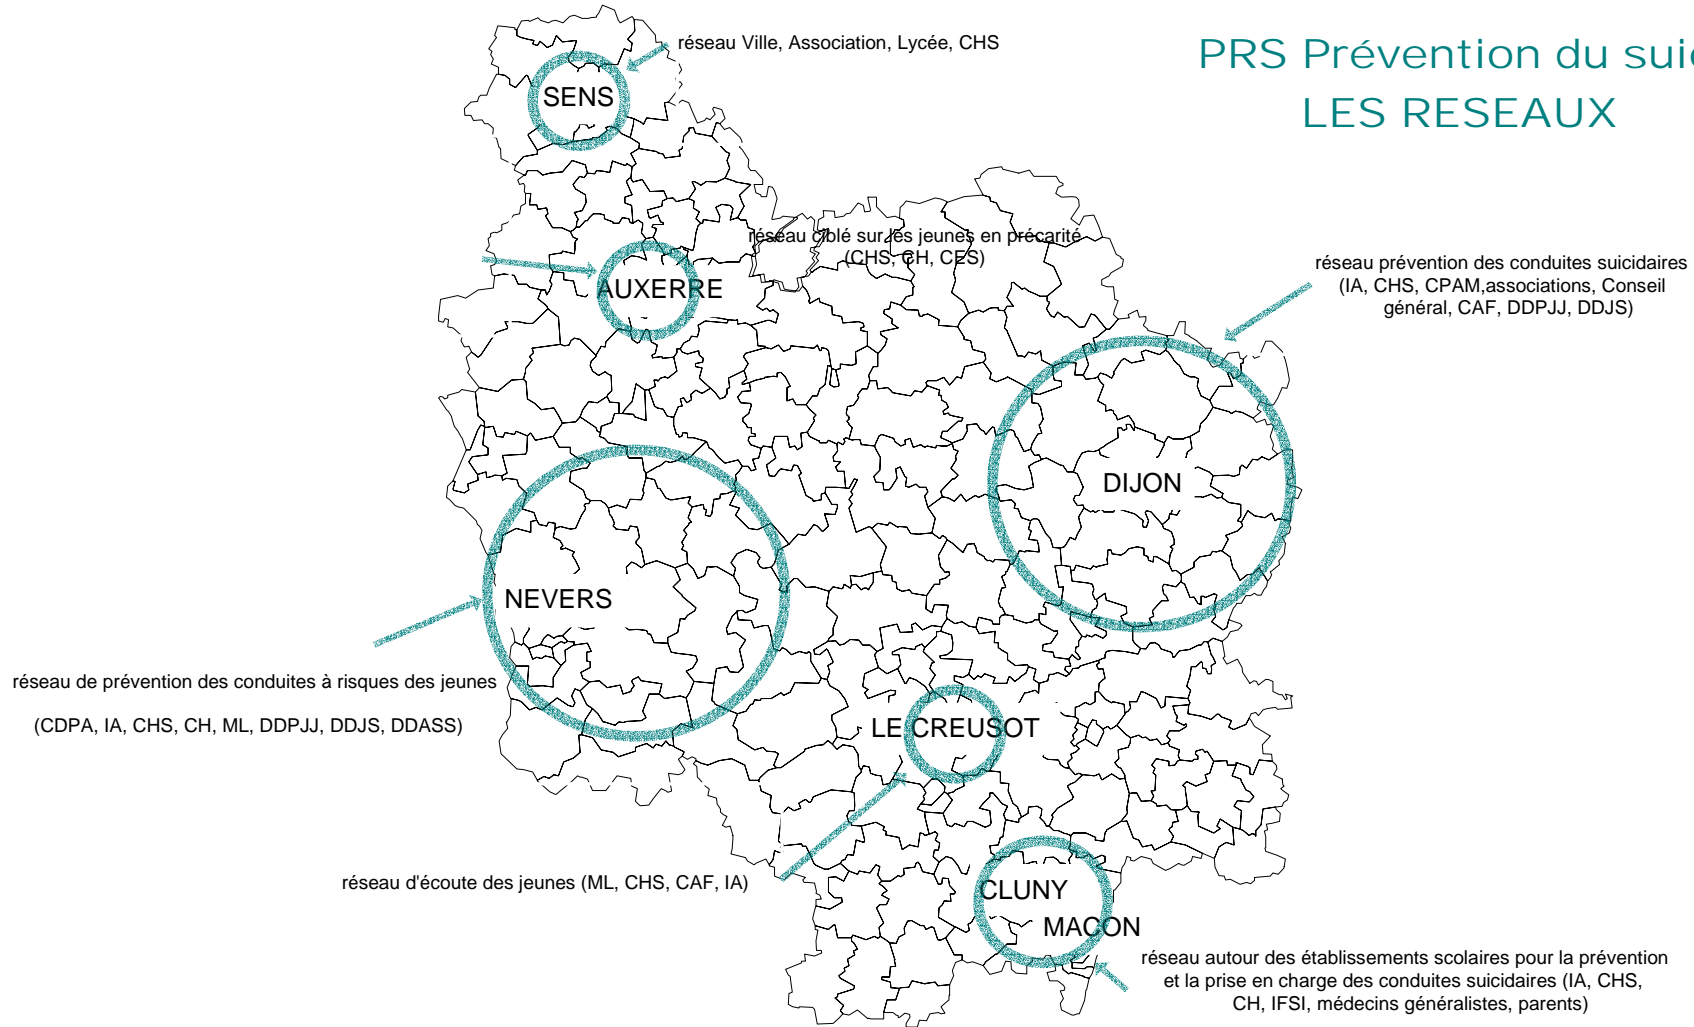 réseau Ville, Association, Lycée, CHS
PRS Prévention du
LES RESEAUX
SENS
réseau ciblé sur les jeunes en précarité
(CHS, CH, CES)
AUXERRE
réseau prévention des conduites suicidaires
(IA, CHS, CPAM,associations, Conseil
général, CAF, DDPJJ, DDJS)
DIJON
NEVERS
réseau de prévention des conduites à risques des jeunes
(CDPA, IA, CHS, CH, ML, DDPJJ, DDJS, DDASS)
LE CREUSOT
réseau d'écoute des jeunes (ML, CHS, CAF, IA)
CLUNY
MACON
réseau autour des établissements scolaires pour la prévention
et la prise en charge des conduites suicidaires (IA, CHS,
CH, IFSI, médecins généralistes, parents)